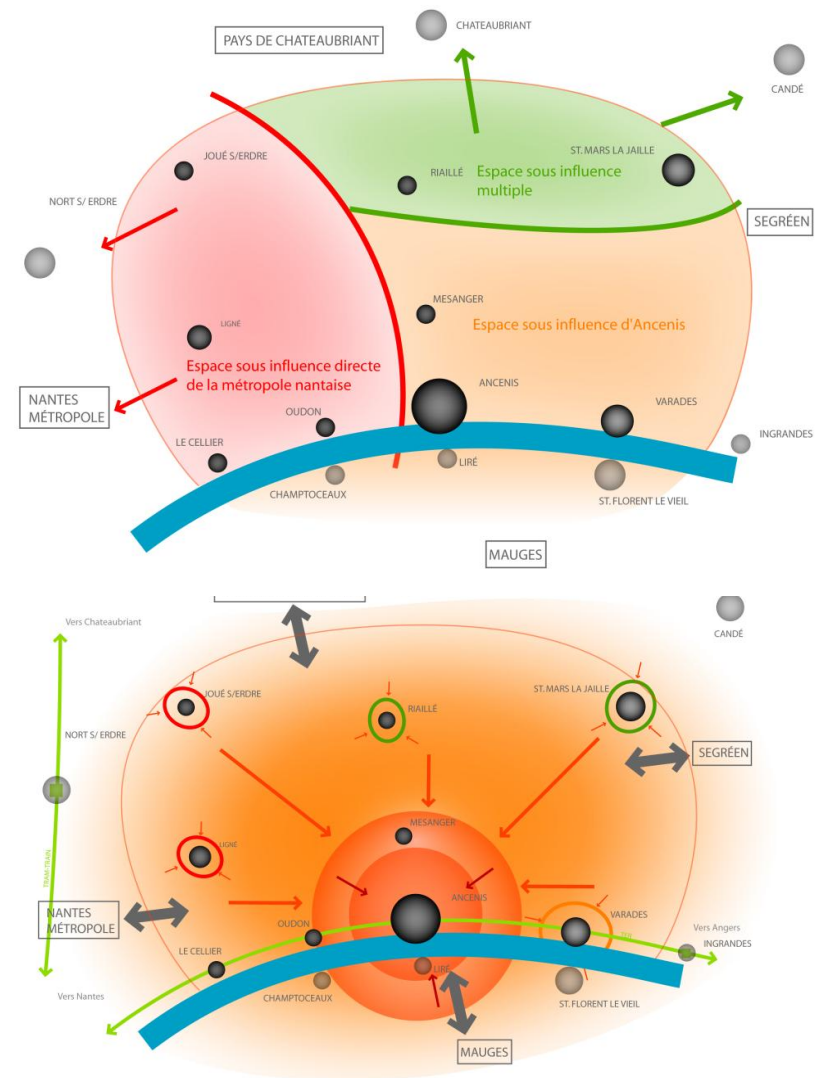 CHATEAUBRIANT
PAYS DE CHATEAUBRIANT
CANDÉ
JOUÉ S/ERDRE
ST. MARS LA JAILLE
RIAILLÉ
Espace sous influence
multiple
NORT S/ ERDRE
SEGRÉEN
MESANGER
LIGNÉ
Espace sous influence d'Ancenis
Espace sous influence directe
de la métropole nantaise
ANCENIS
NANTES
MÉTROPOLE
OUDON
VARADES
LE CELLIER
INGRANDES
LIRÉ
CHAMPTOCEAUX
ST. FLORENT LE VIEIL
MAUGES
Vers Chateaubriant
CANDÉ
JOUÉ S/ERDRE
ST. MARS LA JAILLE
RIAILLÉ
NORT S/ ERDRE
SEGRÉEN
MESANGER
LIGNÉ
TRAM-TRAIN
ANCENIS
NANTES
MÉTROPOLE
OUDON
VARADES
Vers Angers
INGRANDES
LE CELLIER
LIRÉ
Vers Nantes
CHAMPTOCEAUX
ST. FLORENT LE VIEIL
MAUGES